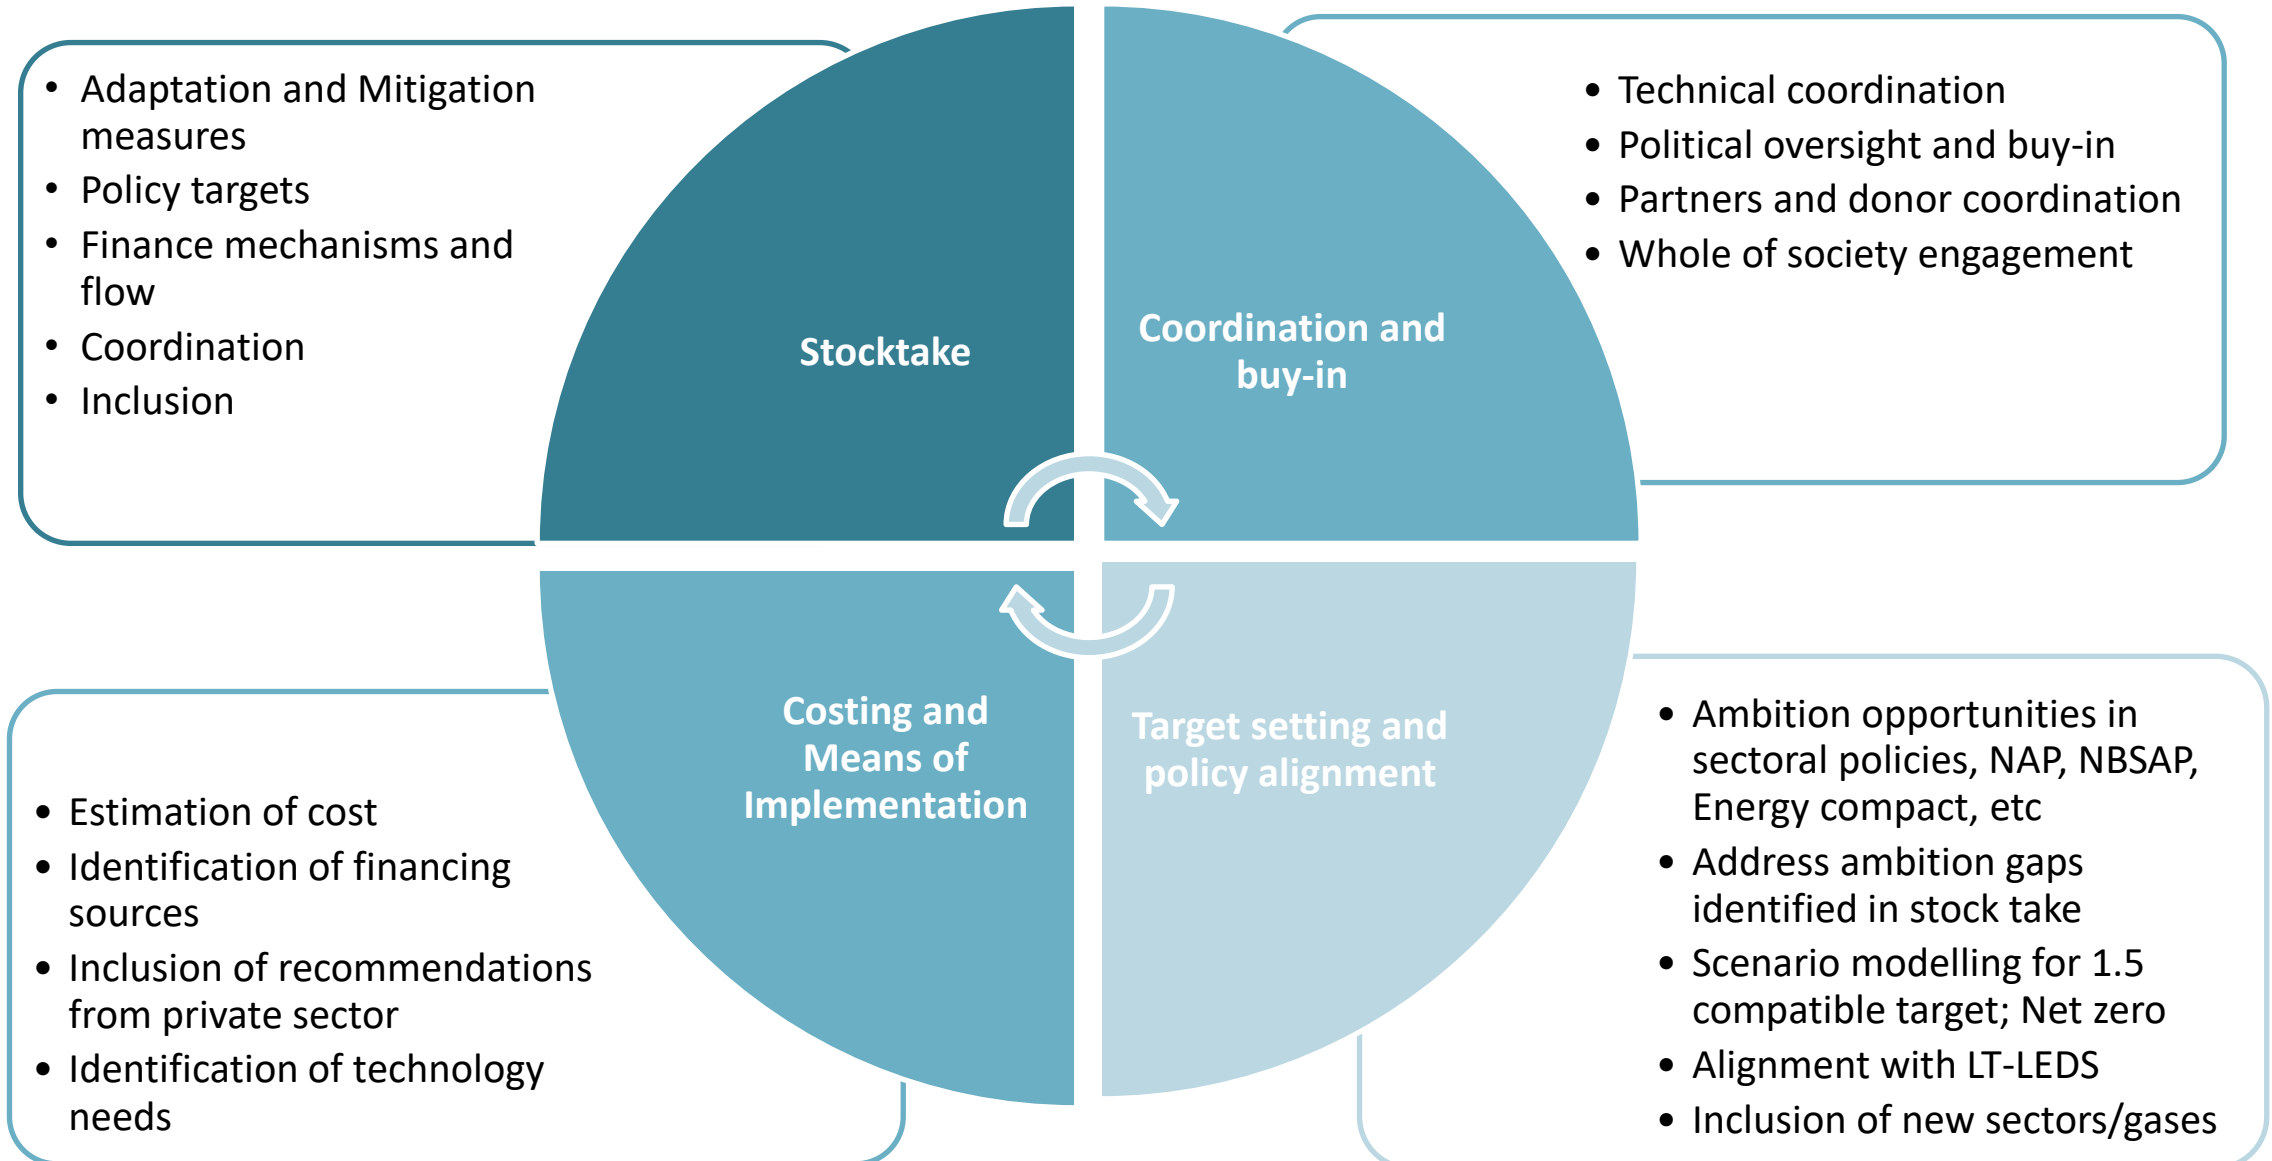 • Adaptation and Mitigation
measures
• Policy targets
• Finance mechanisms and
flow
• Coordination
• Inclusion
Stocktake
Coordination and
buy-in
• Technical coordination
• Political oversight and buy-in
• Partners and donor coordination
• Whole of society engagement
Costing and
Means of
Implementation
• Estimation of cost
• Identification of financing
sources
• Inclusion of recommendations
from private sector
• Identification of technology
needs
Target setting and
policy alignment
• Ambition opportunities in
sectoral policies, NAP, NBSAP,
Energy compact, etc
• Address ambition gaps
identified in stock take
• Scenario modelling for 1.5
compatible target; Net zero
• Alignment with LT-LEDS
• Inclusion of new sectors/gases